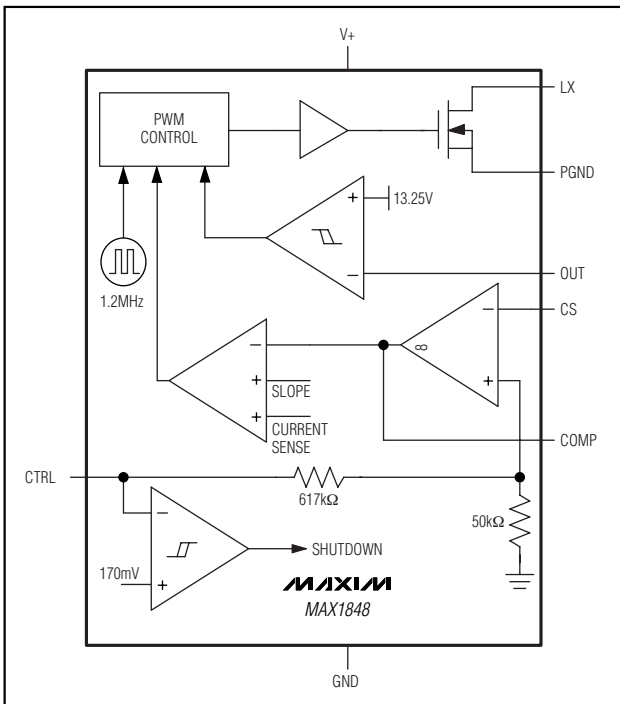 V+
LX
PWM
CONTROL
PGND
+
13.25V
−
OUT
1.2MHz
−
CS
8
−
+
+
SLOPE
+
CURRENT
SENSE
COMP
CTRL
617kΩ
50kΩ
−
SHUTDOWN
170mV
+
MAXIM
MAX1848
GND